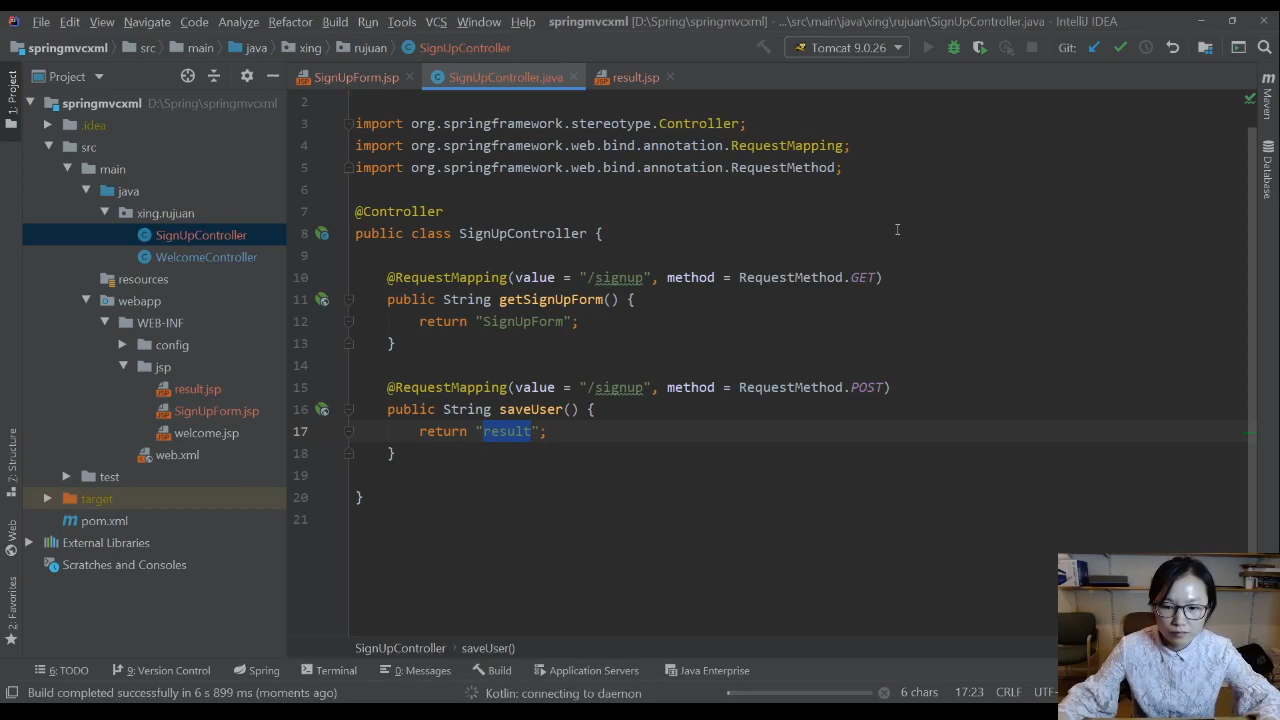 File Edit View Navigate Code Analyze Refactor Build Run Tools VCS Window Help springmvcxml [D:\Spring\springmvcxml] - ...\src\main\java\xing\rujuan\SignUpController.java - IntelliJ IDEA
springmvcxml src main java xing rujuan SignUpController Tomcat 9.0.26 Git:
Project SignUpForm.jsp SignUpController.java result.jsp
1: Project
7: Structure
Web
2: Favorites
springmvcxml D:\Spring\springmvcxml
.idea
src
main
java
xing.rujuan
SignUpController
WelcomeController
resources
webapp
WEB-INF
config
jsp
result.jsp
SignUpForm.jsp
welcome.jsp
web.xml
test
target
pom.xml
External Libraries
Scratches and Consoles
2
3 import org.springframework.stereotype.Controller;
4 import org.springframework.web.bind.annotation.RequestMapping;
5 import org.springframework.web.bind.annotation.RequestMethod;
6
7 @Controller
8 public class SignUpController {
9
10 @RequestMapping(value = "/signup", method = RequestMethod.GET)
11 public String getSignUpForm() {
12 return "SignUpForm";
13 }
14
15 @RequestMapping(value = "/signup", method = RequestMethod.POST)
16 public String saveUser() {
17 return "result";
18 }
19
20 }
21
m Maven
Database
SignUpController saveUser()
6: TODO 9: Version Control Spring Terminal 0: Messages Build Application Servers Java Enterprise
Build completed successfully in 6 s 899 ms (moments ago) Kotlin: connecting to daemon 6 chars 17:23 CRLF UTF-